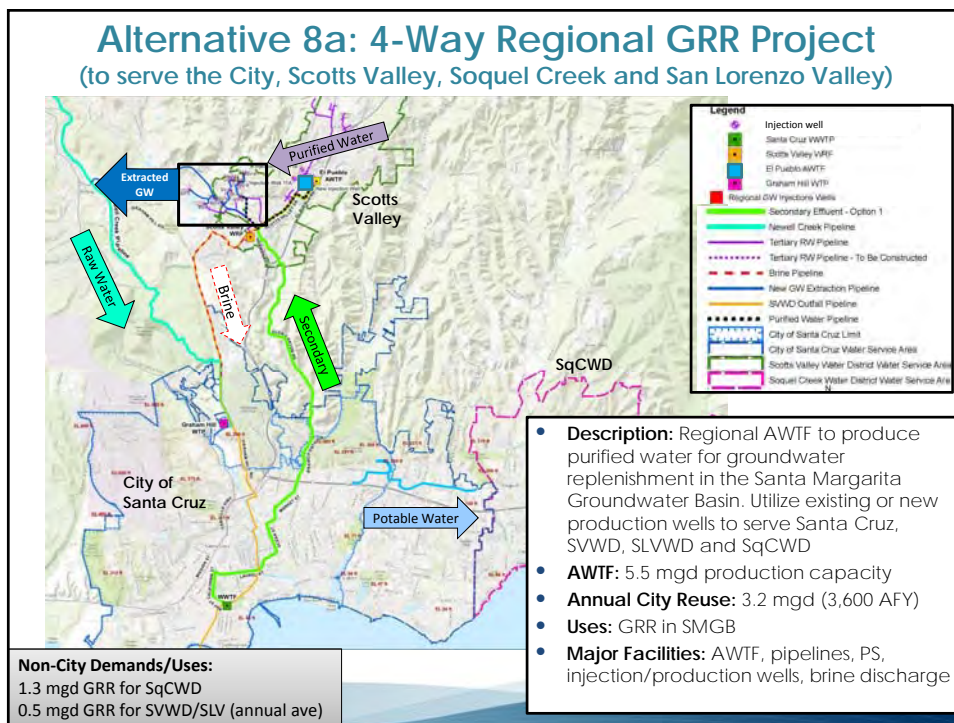 Alternative 8a: 4-Way Regional GRR Project
(to serve the City, Scotts Valley, Soquel Creek and San Lorenzo Valley)
Purified Water
Extracted
GW
El Pueblo
AWTF
Scotts
Valley
WRF
Raw Water
Brine
Secondary
SqCWD
Graham Hill
WTP
City of
Santa Cruz
Potable Water
WWTF
Legend
Injection well
Santa Cruz WWTP
Scotts Valley WRF
El Pueblo AWTF
Graham Hill WTP
Regional GW Injections Wells
Secondary Effluent - Option 1
Newell Creek Pipeline
Tertiary RW Pipeline
Tertiary RW Pipeline - To Be Constructed
Brine Pipeline
New GW Extraction Pipeline
SVWD Outfall Pipeline
Purified Water Pipeline
City of Santa Cruz Limit
City of Santa Cruz Water Service Area
Scotts Valley Water District Water Service Area
Soquel Creek Water District Water Service Area
N
• Description: Regional AWTF to produce
purified water for groundwater
replenishment in the Santa Margarita
Groundwater Basin. Utilize existing or new
production wells to serve Santa Cruz,
SVWD, SLVWD and SqCWD
• AWTF: 5.5 mgd production capacity
• Annual City Reuse: 3.2 mgd (3,600 AFY)
• Uses: GRR in SMGB
• Major Facilities: AWTF, pipelines, PS,
injection/production wells, brine discharge
Non-City Demands/Uses:
1.3 mgd GRR for SqCWD
0.5 mgd GRR for SVWD/SLV (annual ave)